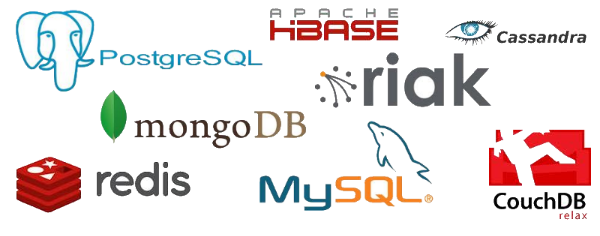 APACHE
HBASE
Cassandra
PostgreSQL
riak
mongoDB
redis
MySQL®
CouchDB
relax